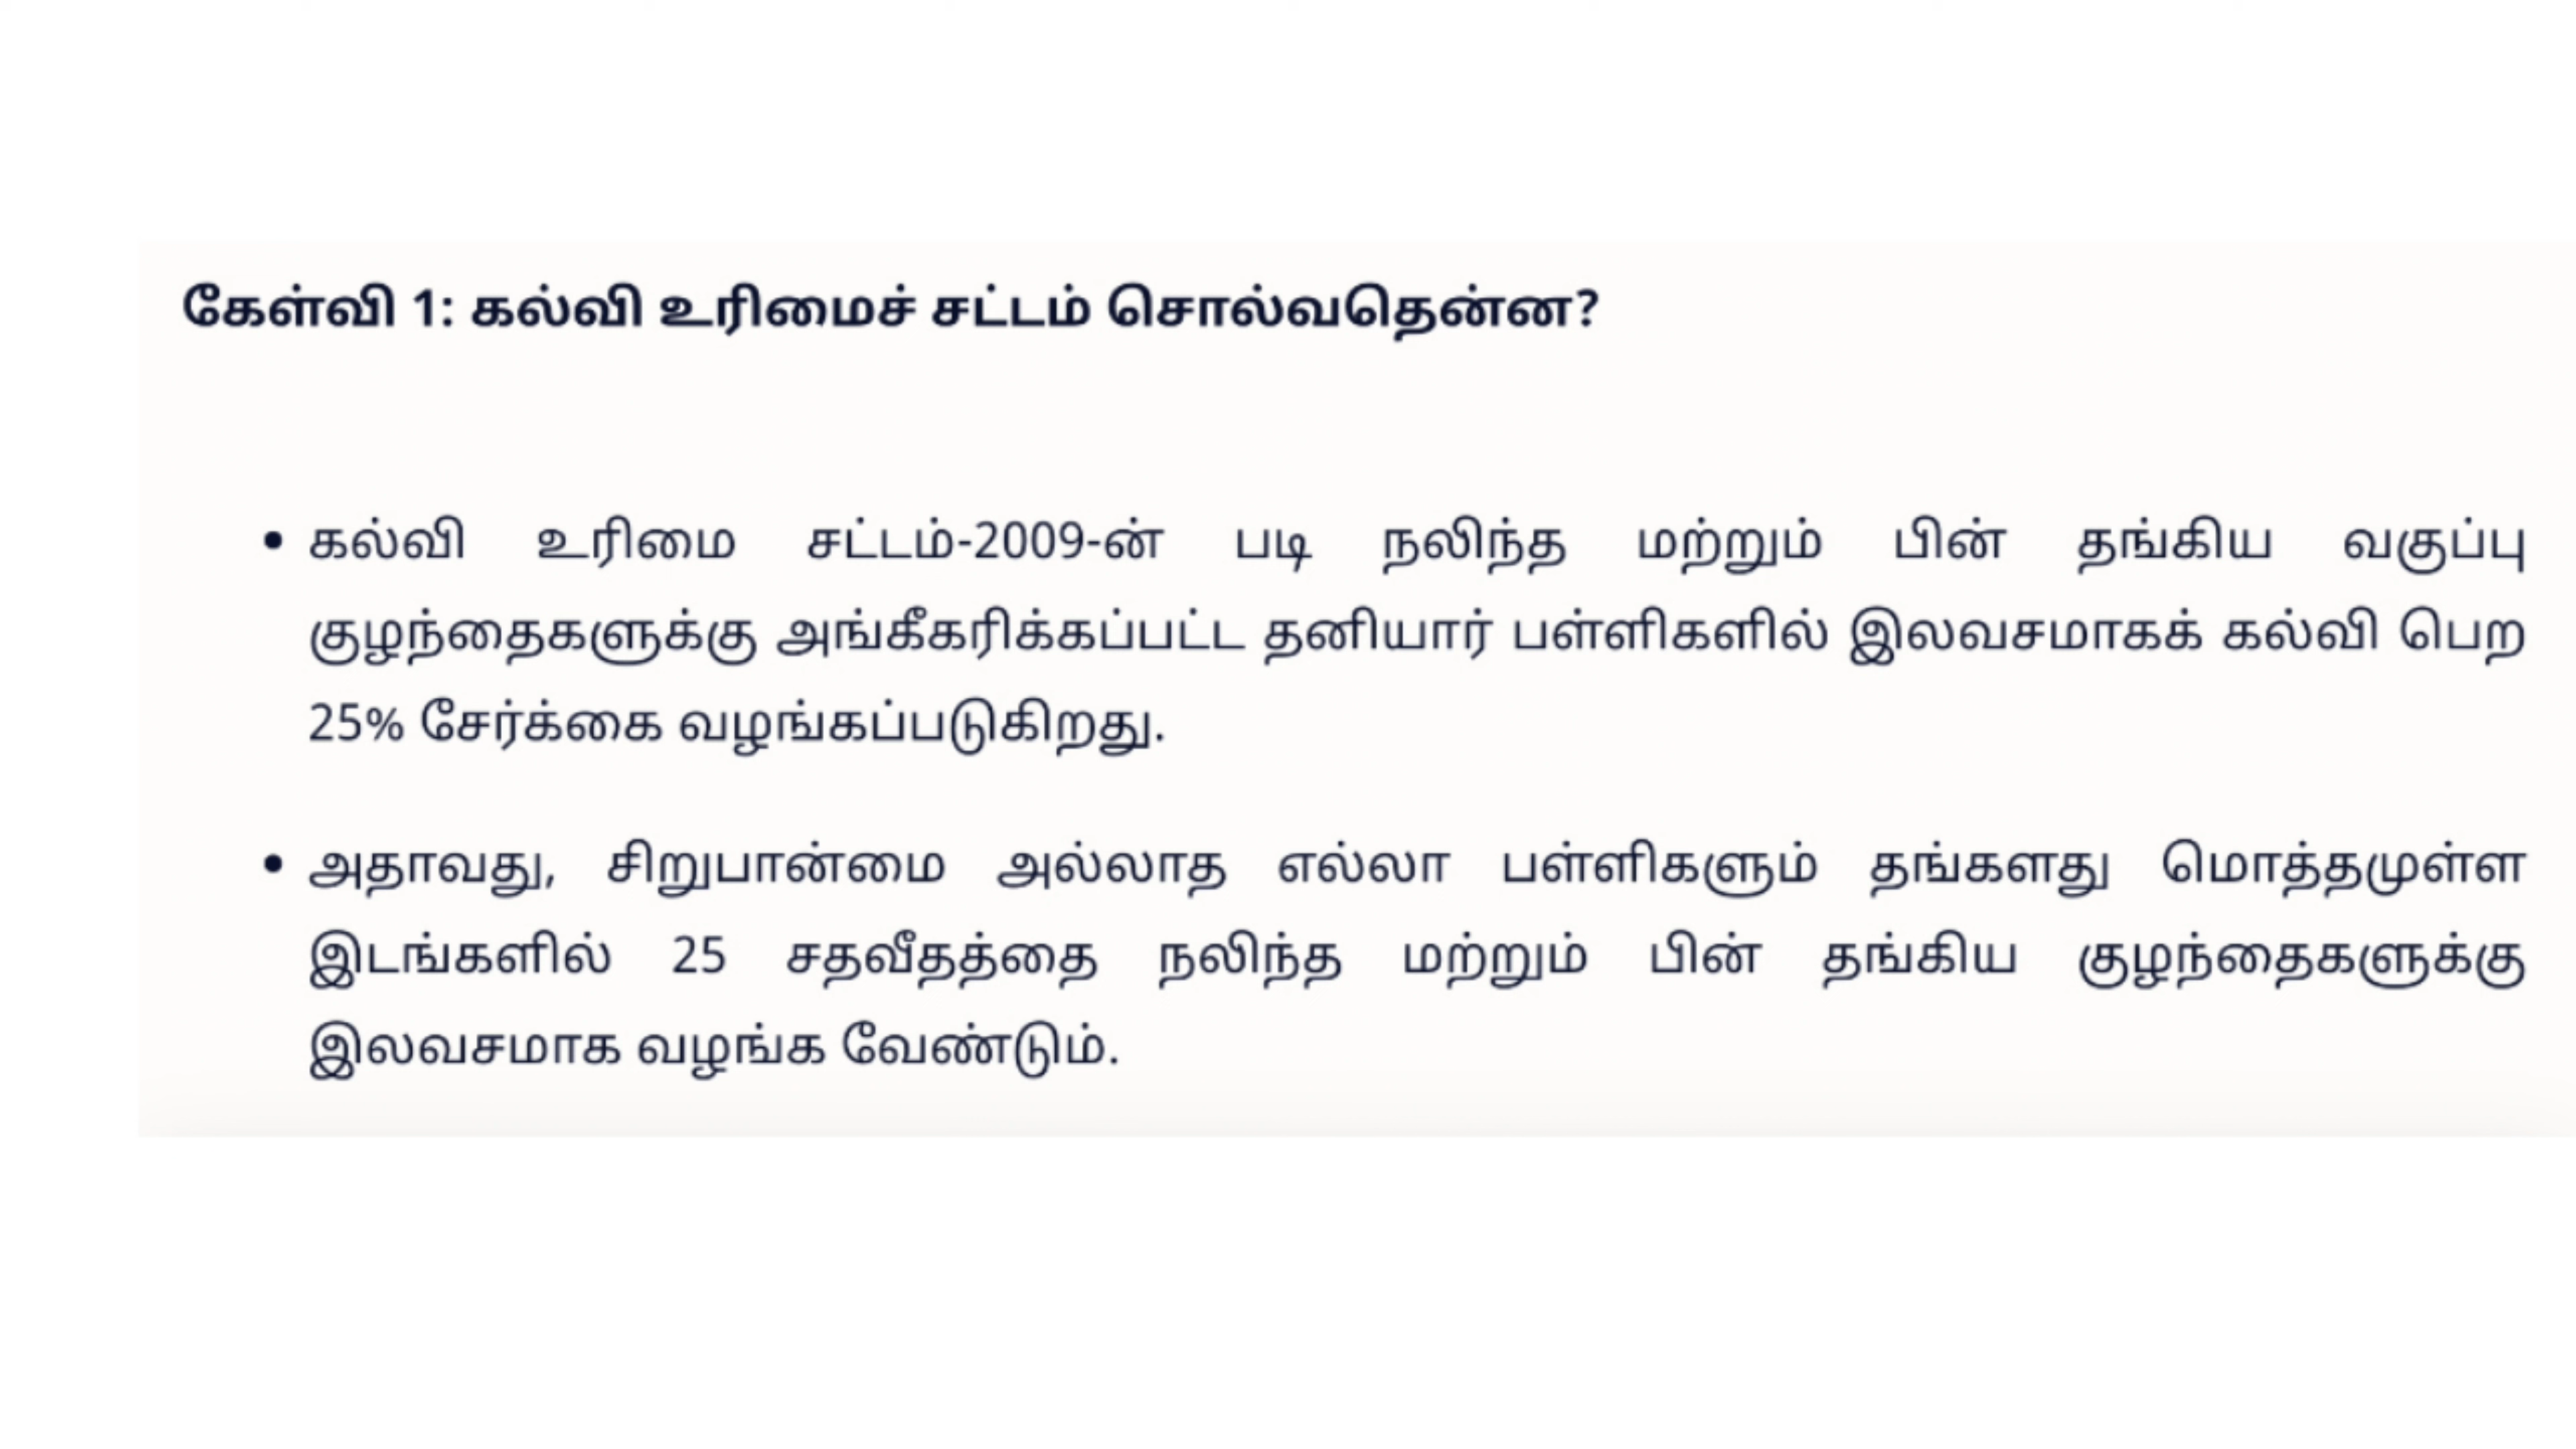 கேள்வி 1: கல்வி உரிமைச் சட்டம் சொல்வதென்ன?
• கல்வி உரிமை சட்டம்-2009-ன் படி நலிந்த மற்றும் பின் தங்கிய வகுப்பு
குழந்தைகளுக்கு அங்கீகரிக்கப்பட்ட தனியார் பள்ளிகளில் இலவசமாகக் கல்வி பெற
25% சேர்க்கை வழங்கப்படுகிறது.
• அதாவது, சிறுபான்மை அல்லாத எல்லா பள்ளிகளும் தங்களது மொத்தமுள்ள
இடங்களில் 25 சதவீதத்தை நலிந்த மற்றும் பின் தங்கிய குழந்தைகளுக்கு
இலவசமாக வழங்க வேண்டும்.